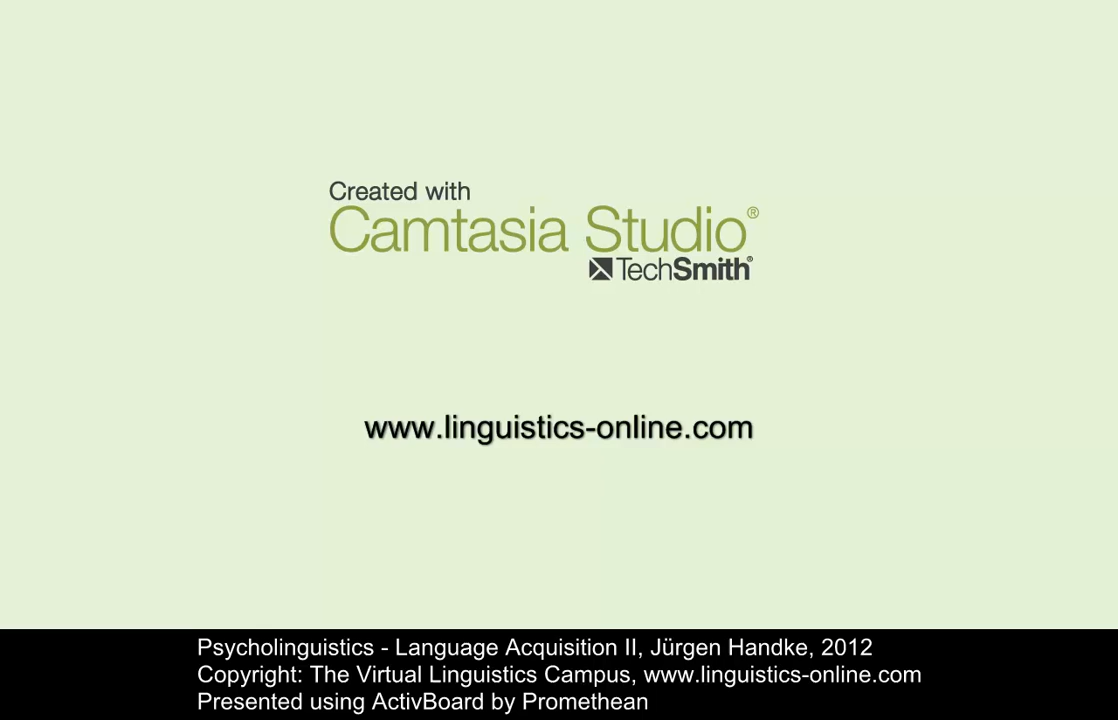 Created with
Camtasia Studio®
TechSmith®
www.linguistics-online.com
Psycholinguistics - Language Acquisition II, Jürgen Handke, 2012
Copyright: The Virtual Linguistics Campus, www.linguistics-online.com
Presented using ActivBoard by Promethean